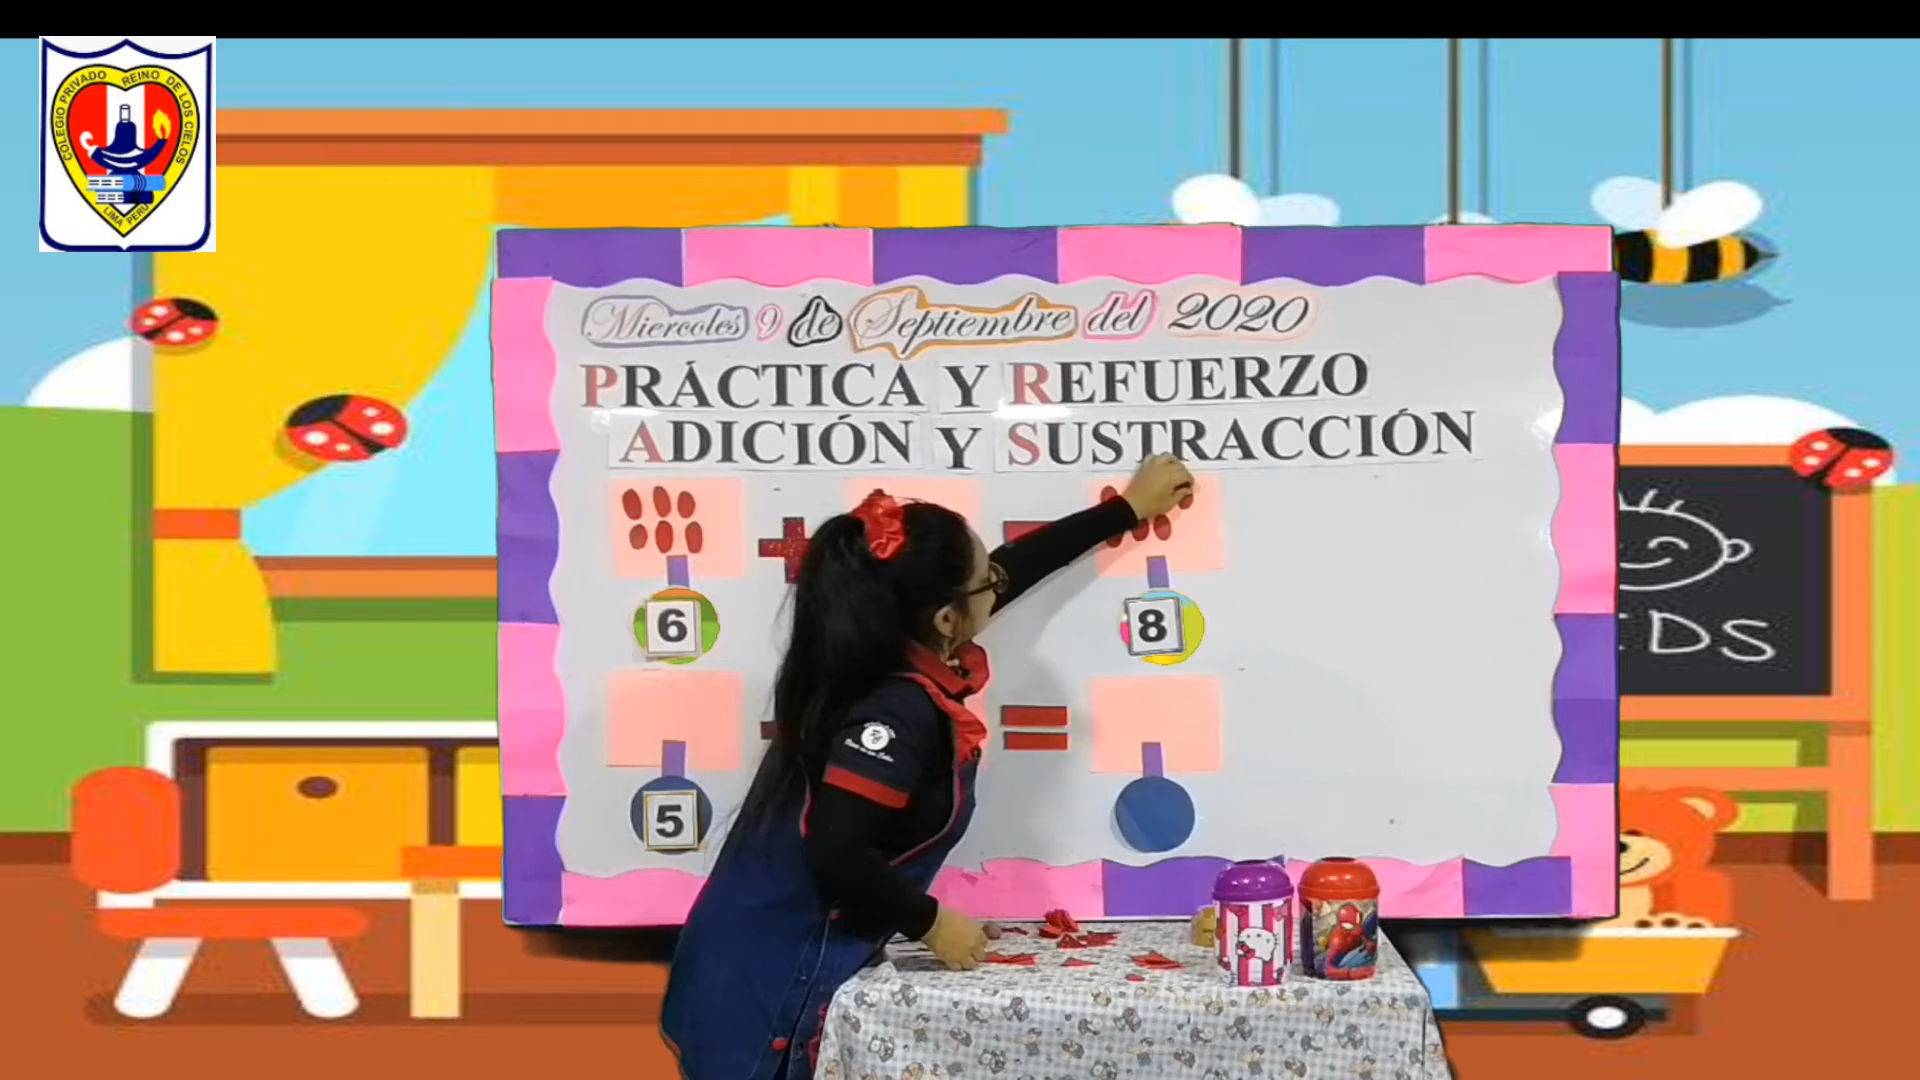 COLEGIO PRIVADO REINO DE LOS CIELOS
LIMA PERÚ
Miercoles 9 de Septiembre del 2020
PRÁCTICA Y REFUERZO
ADICIÓN Y SUSTRACCIÓN
+
6
8
=
5
DS